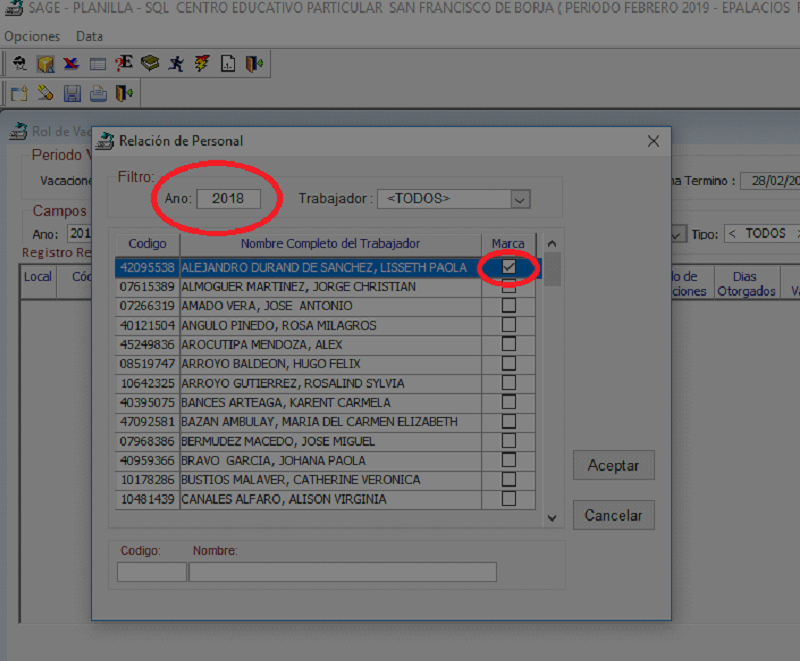 SAGE - PLANILLA - SQL CENTRO EDUCATIVO PARTICULAR SAN FRANCISCO DE BORJA ( PERIODO FEBRERO 2019 - EPALACIOS
Opciones Data
Rol de Vac
Relación de Personal
Periodo V
Filtro:
Vacacione
Ano: 2018 Trabajador : <TODOS>
na Termino : 28/02/20
Campos
Ano: 201
Tipo: < TODOS >
Registro Re
Codigo Nombre Completo del Trabajador Marca
Local Cód
do de ciones
Dias Otorgados
42095538 ALEJANDRO DURAND DE SANCHEZ, LISSETH PAOLA
07615389 ALMOGUER MARTINEZ, JORGE CHRISTIAN
07266319 AMADO VERA, JOSE ANTONIO
40121504 ANGULO PINEDO, ROSA MILAGROS
45249836 AROCUTIPA MENDOZA, ALEX
08519747 ARROYO BALDEON, HUGO FELIX
10642325 ARROYO GUTIERREZ, ROSALIND SYLVIA
40395075 BANCES ARTEAGA, KARENT CARMELA
47092581 BAZAN AMBULAY, MARIA DEL CARMEN ELIZABETH
07968386 BERMUDEZ MACEDO, JOSE MIGUEL
40959366 BRAVO GARCIA, JOHANA PAOLA
10178286 BUSTIOS MALAVER, CATHERINE VERONICA
10481439 CANALES ALFARO, ALISON VIRGINIA
Aceptar
Cancelar
Codigo: Nombre: